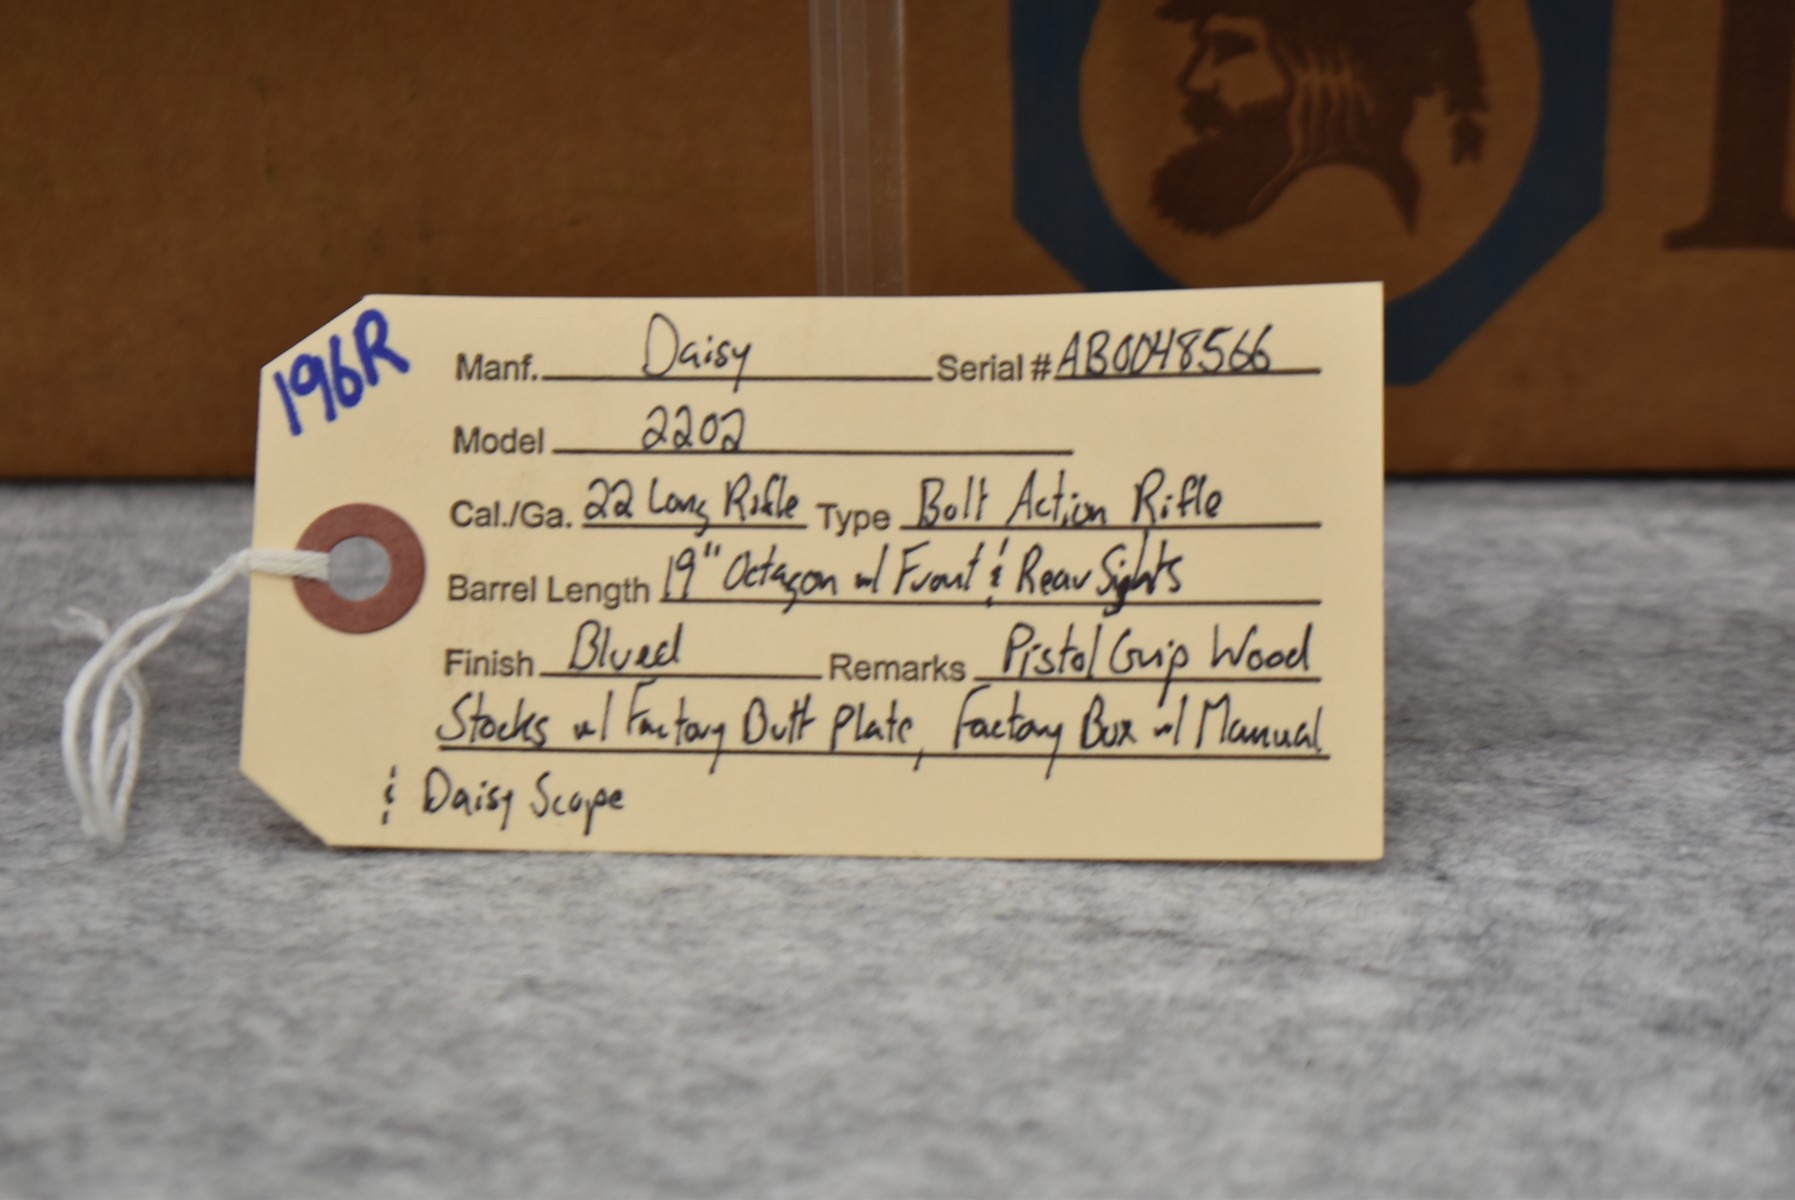 196R
Manf. Daisy Serial # AB0048566
Model 2202
Cal./Ga. 22 Long Rifle Type Bolt Action Rifle
Barrel Length 19" Octagon w/ Front & Rear Sights
Finish Blued Remarks Pistol Grip Wood
Stocks w/ Factory Butt Plate, Factory Box w/ Manual
& Daisy Scope